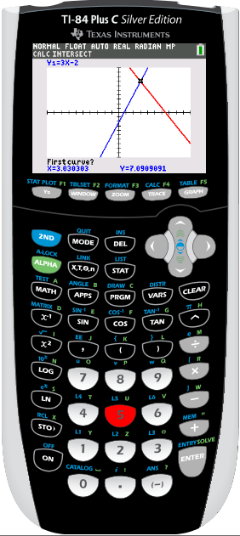 TI-84 Plus C Silver Edition
TEXAS INSTRUMENTS
NORMAL FLOAT AUTO REAL RADIAN MP
CALC INTERSECT
Y1=3X-2
First curve?
X=3.030303 Y=7.0909091
STAT PLOT F1 TBLSET F2 FORMAT F3 CALC F4 TABLE F5
Y= WINDOW ZOOM TRACE GRAPH
QUIT INS
2ND MODE DEL
A-LOCK LINK LIST
ALPHA X,T,Θ,n STAT
TEST A ANGLE B DRAW C DISTR
MATH APPS PRGM VARS CLEAR
MATRIX D SIN⁻¹ E COS⁻¹ F TAN⁻¹ G π H
x⁻¹ SIN COS TAN ^
√ I EE J { K } L e M
x² , ( ) ÷
10ˣ N u O v P w Q [ R
LOG 7 8 9 ×
eˣ S L4 T L5 U L6 V ] W
LN 4 5 6 −
RCL X L1 Y L2 Z L3 θ MEM "
STO 1 2 3 +
OFF CATALOG i : ANS ? ENTRY SOLVE
ON 0 . (−) ENTER